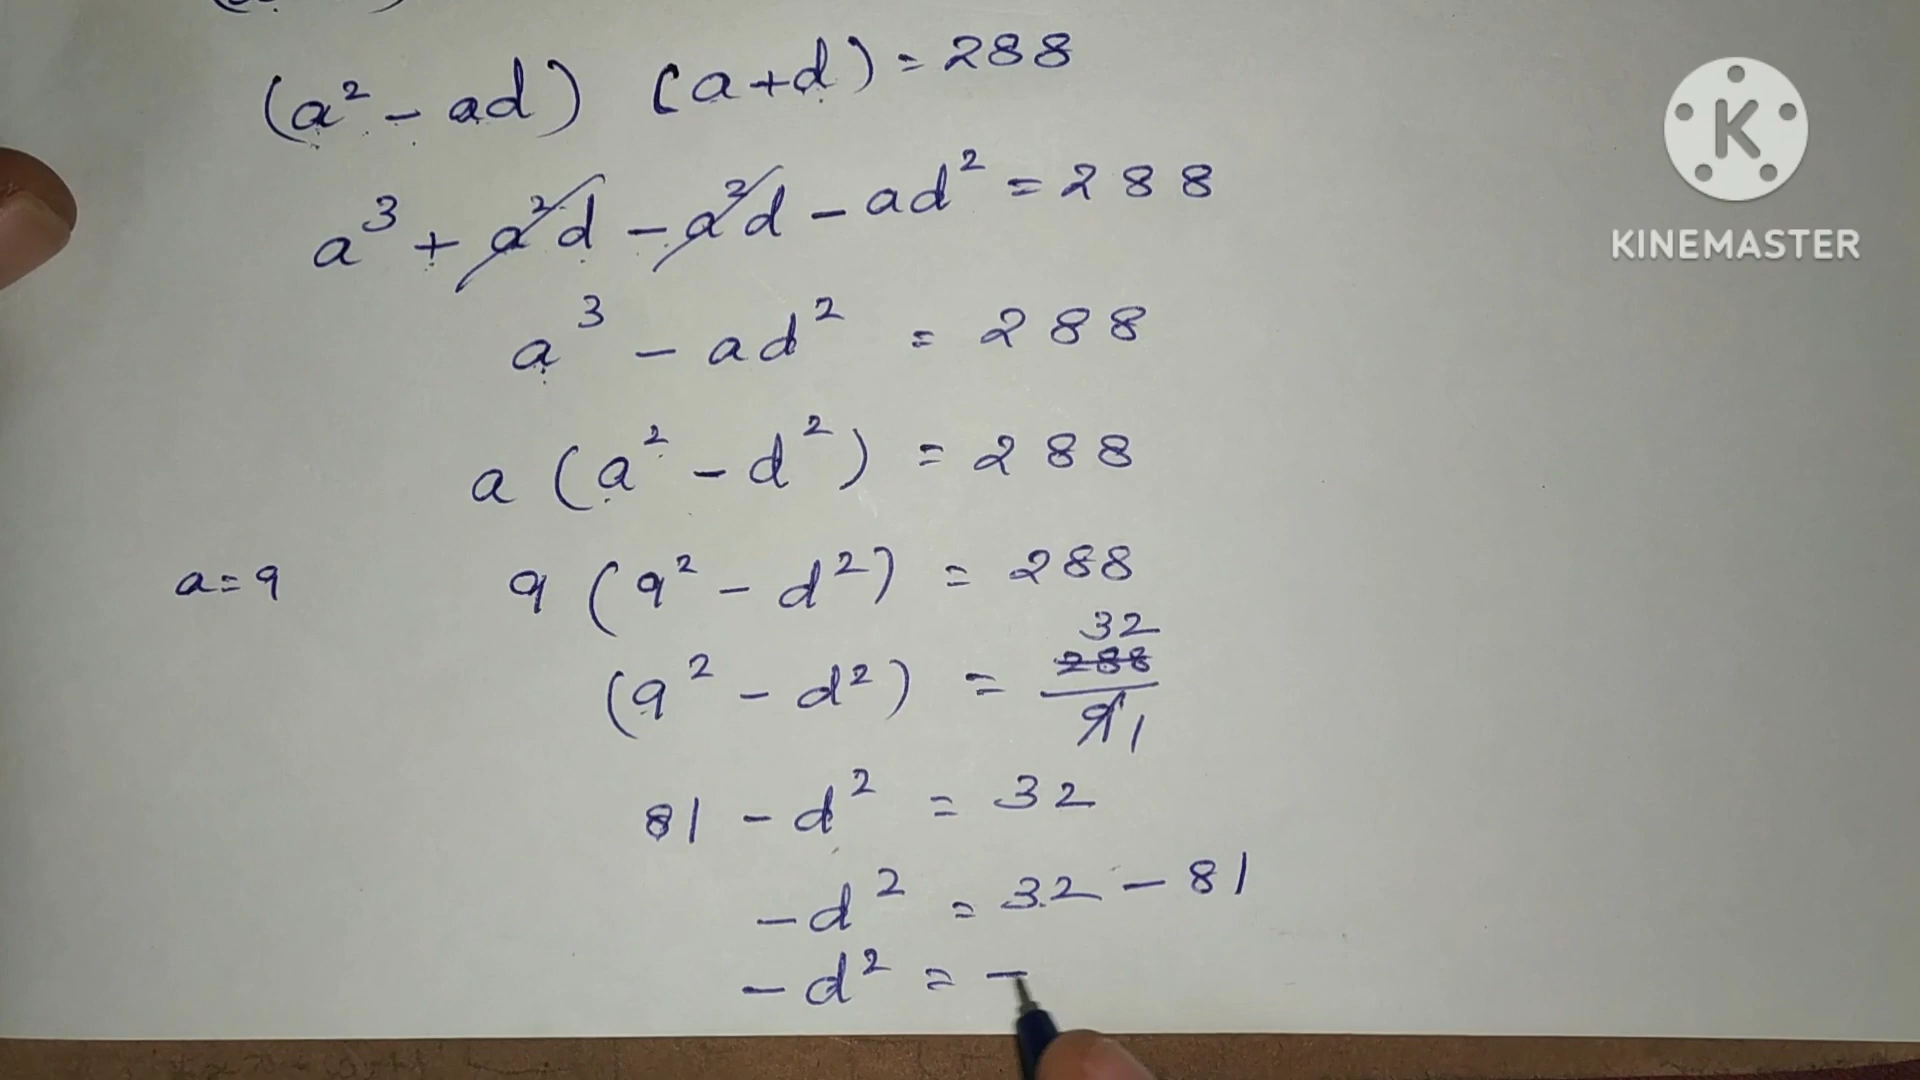 (a² - ad) (a+d) = 288
a³ + a²d - a²d - ad² = 288
a³ - ad² = 288
a (a² - d²) = 288
a = 9 9 (9² - d²) = 288
32
(9² - d²) = 288/9 1
81 - d² = 32
-d² = 32 - 81
-d² = -
K
KINEMASTER